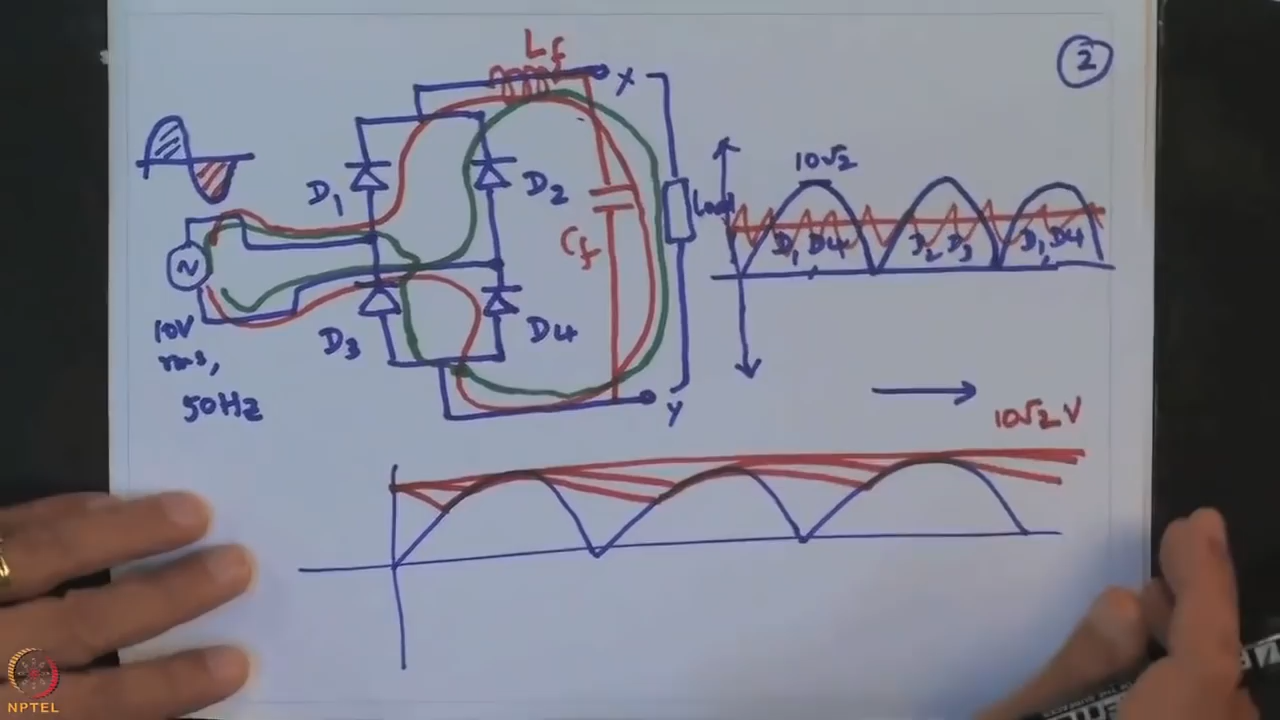 2
Lf
X
D1
D2
Cf
Load
10√2
D1 D4
D2 D3
D1 D4
~
10V
rms,
50Hz
D3
D4
Y
10√2 V
NPTEL